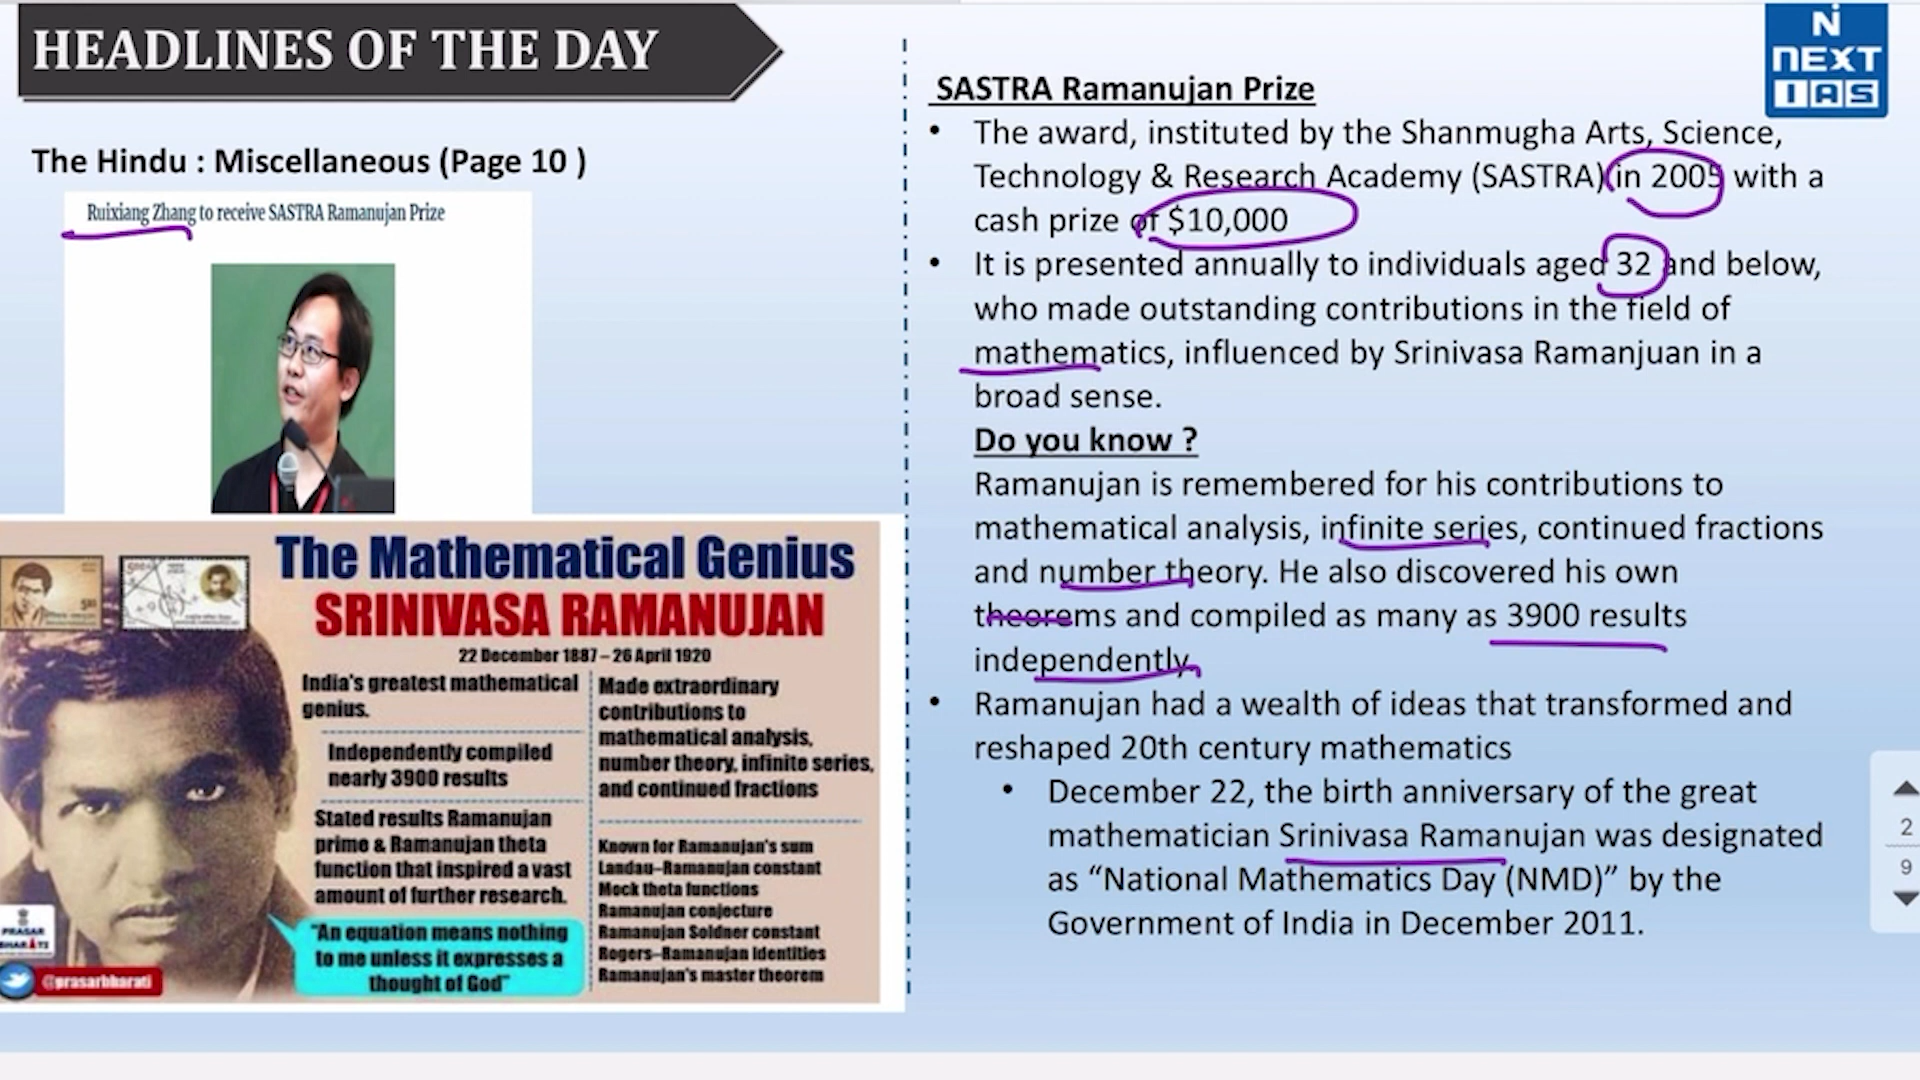 HEADLINES OF THE DAY
The Hindu : Miscellaneous (Page 10 )
Ruixiang Zhang to receive SASTRA Ramanujan Prize
The Mathematical Genius
SRINIVASA RAMANUJAN
22 December 1887 – 26 April 1920
India's greatest mathematical
genius.
Independently compiled
nearly 3900 results
Stated results Ramanujan
prime & Ramanujan theta
function that inspired a vast
amount of further research.
"An equation means nothing
to me unless it expresses a
thought of God"
Made extraordinary
contributions to
mathematical analysis,
number theory, infinite series,
and continued fractions
Known for Ramanujan's sum
Landau–Ramanujan constant
Mock theta functions
Ramanujan conjecture
Ramanujan Soldner constant
Rogers–Ramanujan identities
Ramanujan's master theorem
PRASAR
BHARATI
@prasarbharati
SASTRA Ramanujan Prize
• The award, instituted by the Shanmugha Arts, Science,
Technology & Research Academy (SASTRA) in 2005 with a
cash prize of $10,000
• It is presented annually to individuals aged 32 and below,
who made outstanding contributions in the field of
mathematics, influenced by Srinivasa Ramanjuan in a
broad sense.
Do you know ?
Ramanujan is remembered for his contributions to
mathematical analysis, infinite series, continued fractions
and number theory. He also discovered his own
theorems and compiled as many as 3900 results
independently.
• Ramanujan had a wealth of ideas that transformed and
reshaped 20th century mathematics
• December 22, the birth anniversary of the great
mathematician Srinivasa Ramanujan was designated
as “National Mathematics Day (NMD)” by the
Government of India in December 2011.
N
NEXT
IAS
2
9